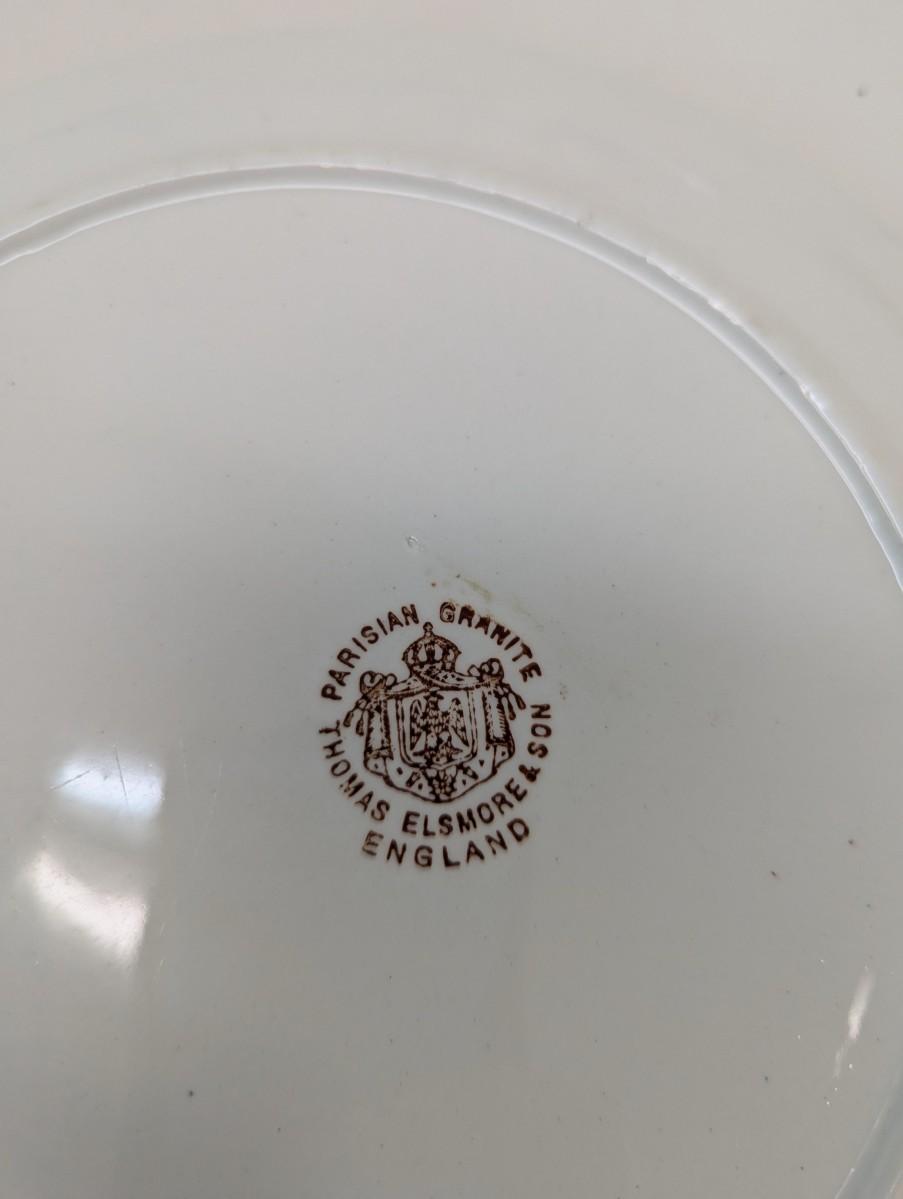 PARISIAN GRANITE
THOMAS ELSMORE & SON
ENGLAND